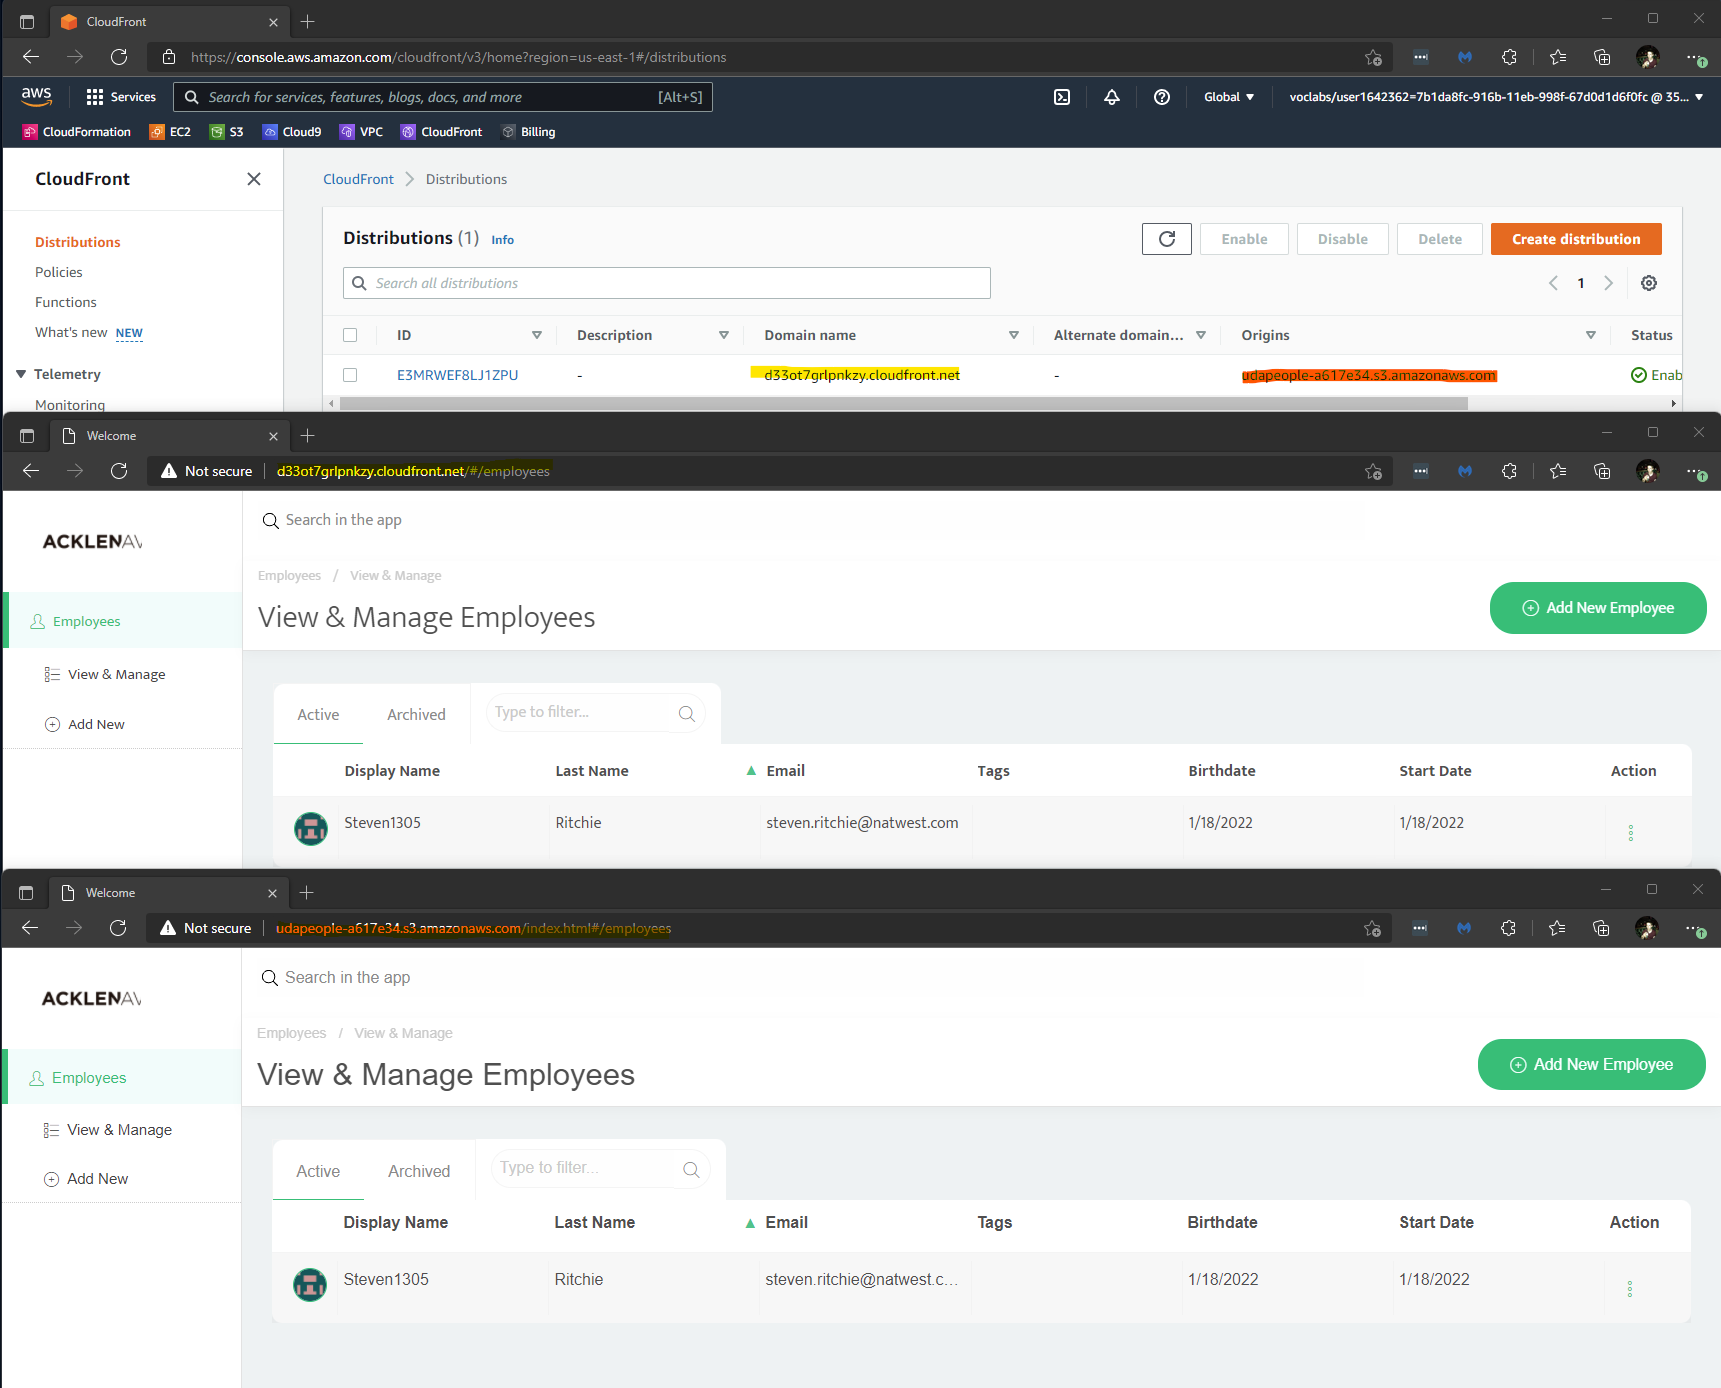 CloudFront
https://console.aws.amazon.com/cloudfront/v3/home?region=us-east-1#/distributions
aws Services Search for services, features, blogs, docs, and more [Alt+S] Global voclabs/user1642362=7b1da8fc-916b-11eb-998f-67d0d1d6f0fc @ 35...
CloudFormation EC2 S3 Cloud9 VPC CloudFront Billing
CloudFront
Distributions
Policies
Functions
What's new NEW
Telemetry
Monitoring
CloudFront Distributions
Distributions (1) Info Enable Disable Delete Create distribution
Search all distributions 1
ID Description Domain name Alternate domain... Origins Status
E3MRWEF8LJ1ZPU - d33ot7grlpnkzy.cloudfront.net - udapeople-a617e34.s3.amazonaws.com Enab
Welcome
Not secure d33ot7grlpnkzy.cloudfront.net/#/employees
ACKLENAV
Employees
View & Manage
Add New
Search in the app
Employees / View & Manage
View & Manage Employees
Add New Employee
Active Archived Type to filter...
Display Name Last Name Email Tags Birthdate Start Date Action
Steven1305 Ritchie steven.ritchie@natwest.com 1/18/2022 1/18/2022
Welcome
Not secure udapeople-a617e34.s3.amazonaws.com/index.html#/employees
ACKLENAV
Employees
View & Manage
Add New
Search in the app
Employees / View & Manage
View & Manage Employees
Add New Employee
Active Archived Type to filter...
Display Name Last Name Email Tags Birthdate Start Date Action
Steven1305 Ritchie steven.ritchie@natwest.c... 1/18/2022 1/18/2022